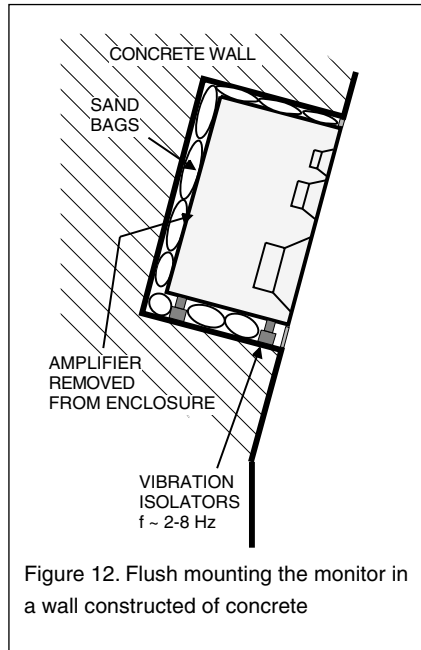 CONCRETE WALL
SAND
BAGS
AMPLIFIER
REMOVED
FROM ENCLOSURE
VIBRATION
ISOLATORS
f ~ 2-8 Hz
Figure 12. Flush mounting the monitor in
a wall constructed of concrete